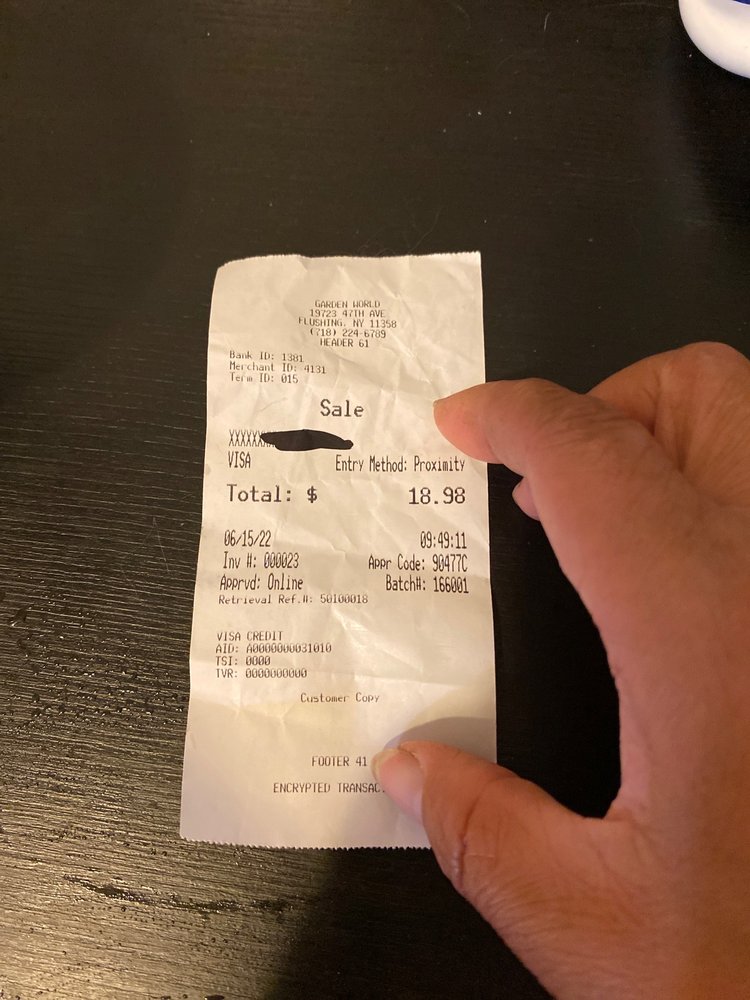 GARDEN WORLD
19723 47TH AVE
FLUSHING, NY 11358
(718) 224-6789
HEADER 61
Bank ID: 1381
Merchant ID: 4131
Term ID: 015
Sale
XXXXXX
VISA Entry Method: Proximity
Total: $ 18.98
06/15/22 09:49:11
Inv #: 000023 Appr Code: 90477C
Apprvd: Online Batch#: 166001
Retrieval Ref.#: 50100018
VISA CREDIT
AID: A0000000031010
TSI: 0000
TVR: 0000000000
Customer Copy
FOOTER 41
ENCRYPTED